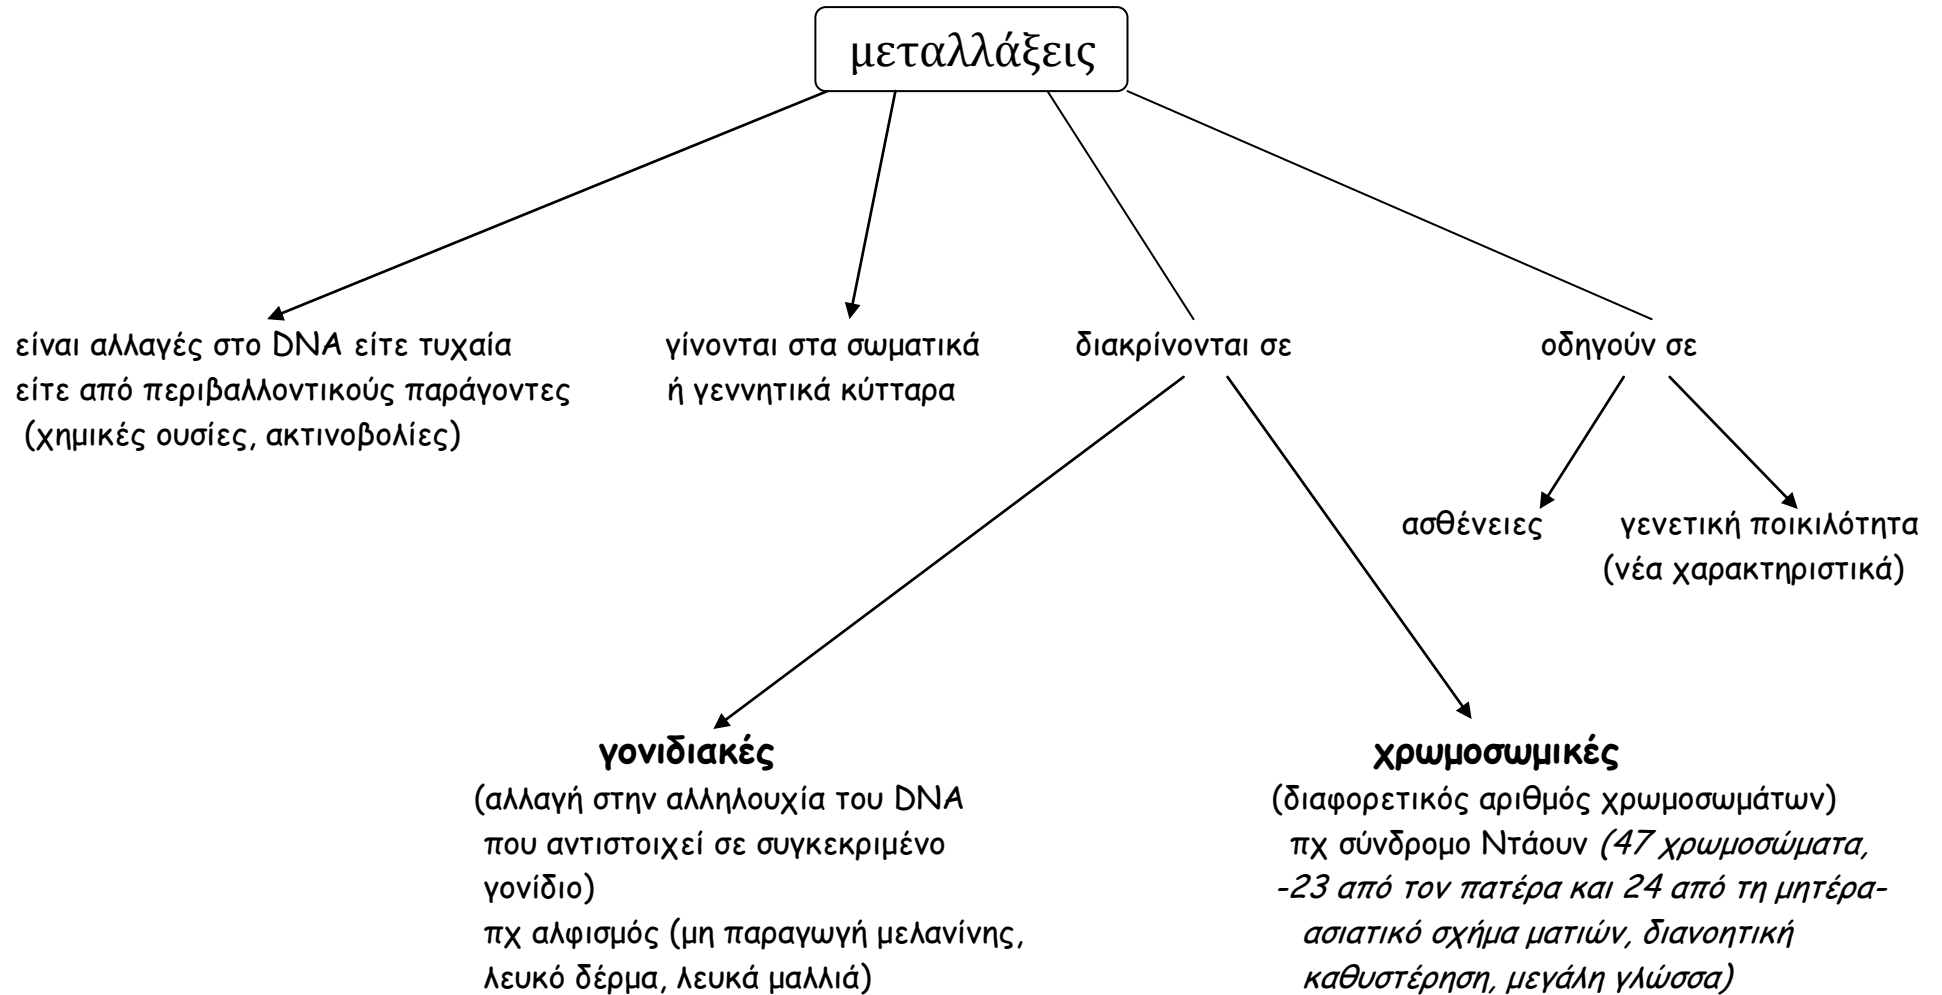 μεταλλάξεις
είναι αλλαγές στο DNA είτε τυχαία
είτε από περιβαλλοντικούς παράγοντες
(χημικές ουσίες, ακτινοβολίες)
γίνονται στα σωματικά
ή γεννητικά κύτταρα
διακρίνονται σε
οδηγούν σε
ασθένειες
γενετική ποικιλότητα
(νέα χαρακτηριστικά)
γονιδιακές
(αλλαγή στην αλληλουχία του DNA
που αντιστοιχεί σε συγκεκριμένο
γονίδιο)
πχ αλφισμός (μη παραγωγή μελανίνης,
λευκό δέρμα, λευκά μαλλιά)
χρωμοσωμικές
(διαφορετικός αριθμός χρωμοσωμάτων)
πχ σύνδρομο Ντάουν (47 χρωμοσώματα,
-23 από τον πατέρα και 24 από τη μητέρα-
ασιατικό σχήμα ματιών, διανοητική
καθυστέρηση, μεγάλη γλώσσα)